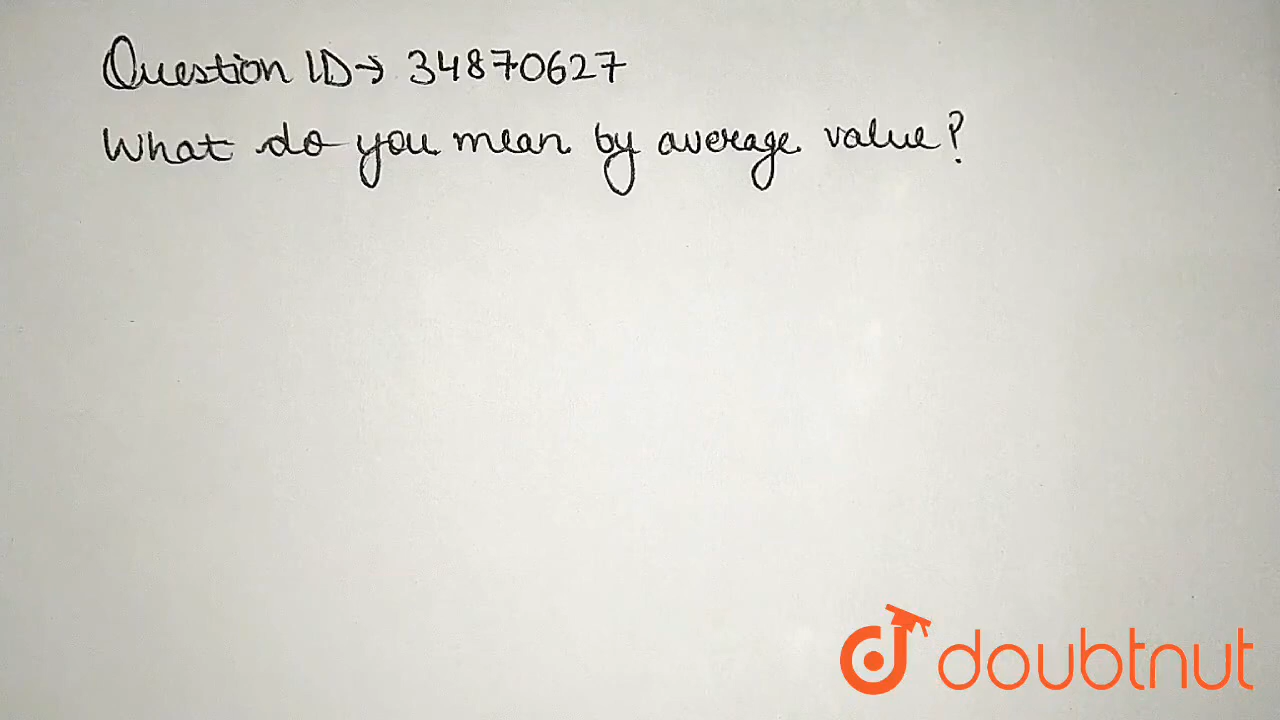 Question ID→ 34870627
What do you mean by average value?
doubtnut